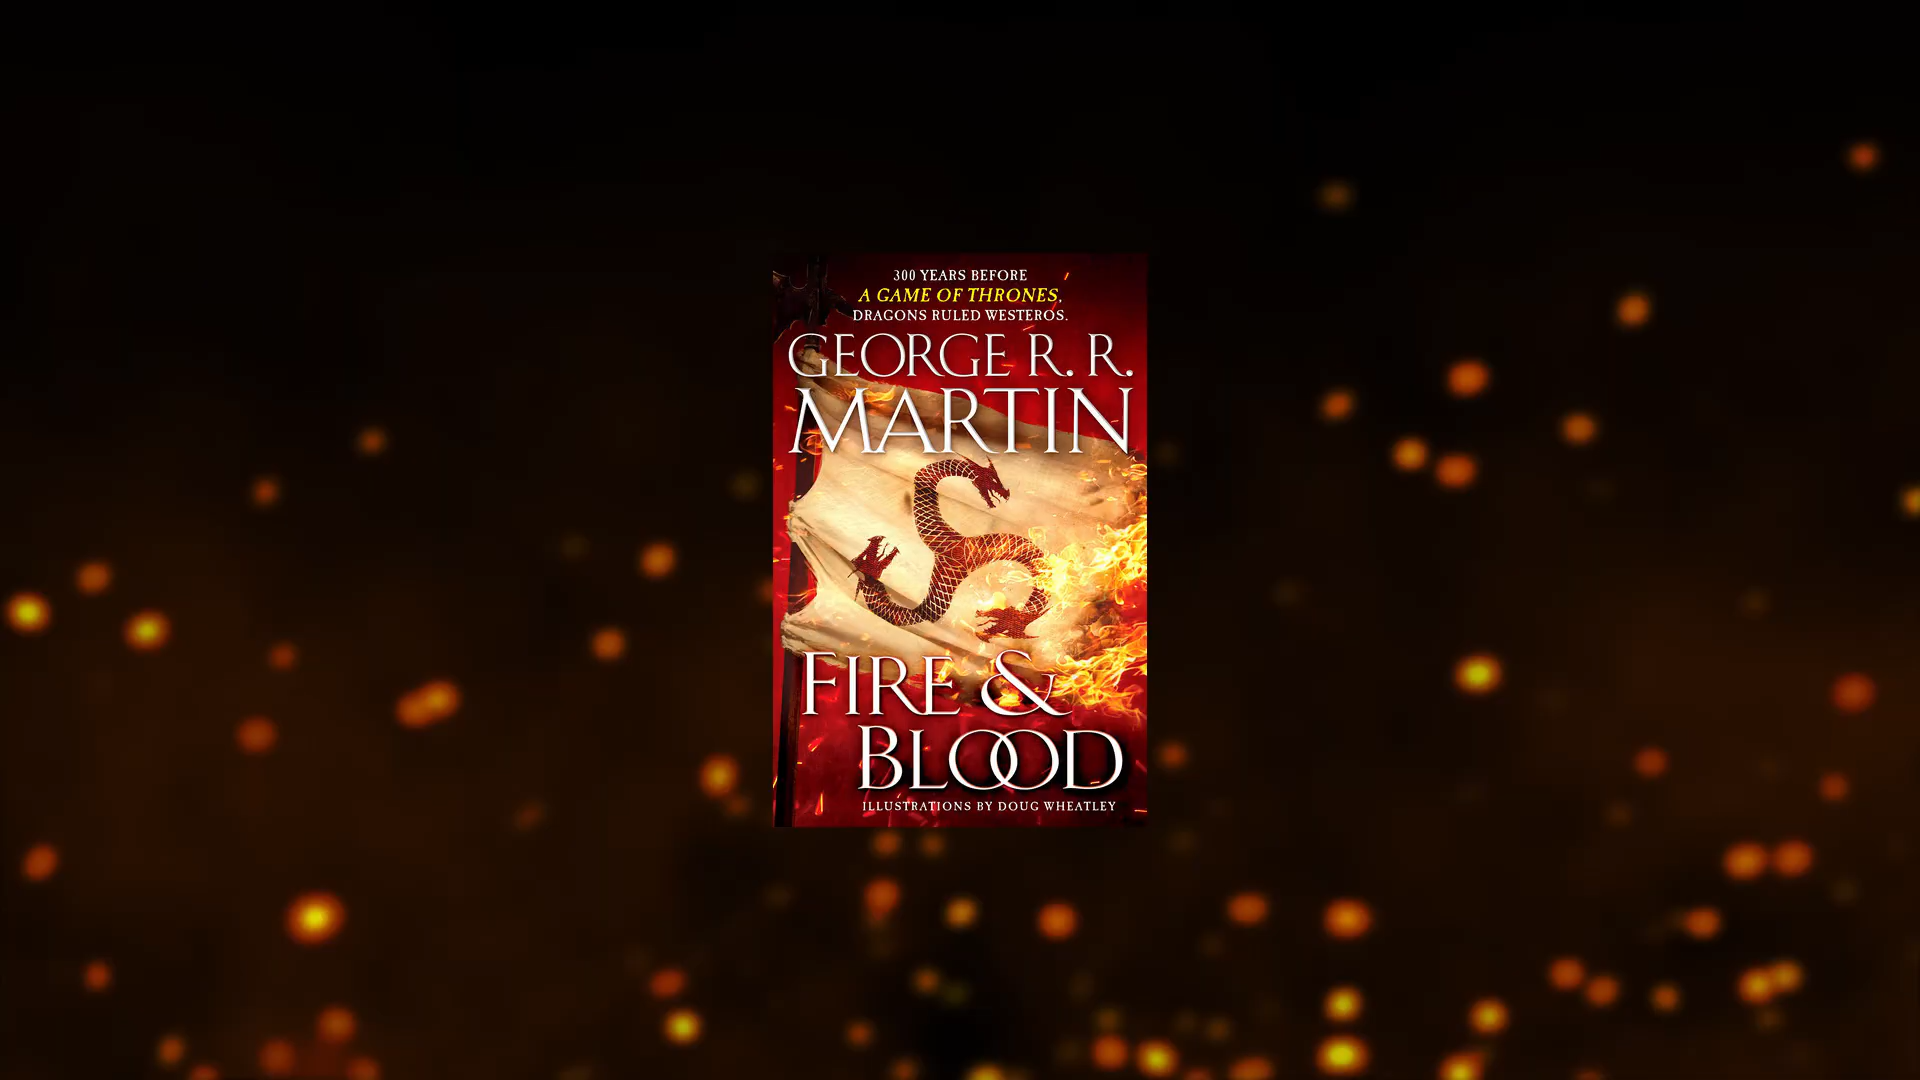 300 YEARS BEFORE
A GAME OF THRONES,
DRAGONS RULED WESTEROS.
GEORGE R. R.
MARTIN
FIRE &
BLOOD
ILLUSTRATIONS BY DOUG WHEATLEY